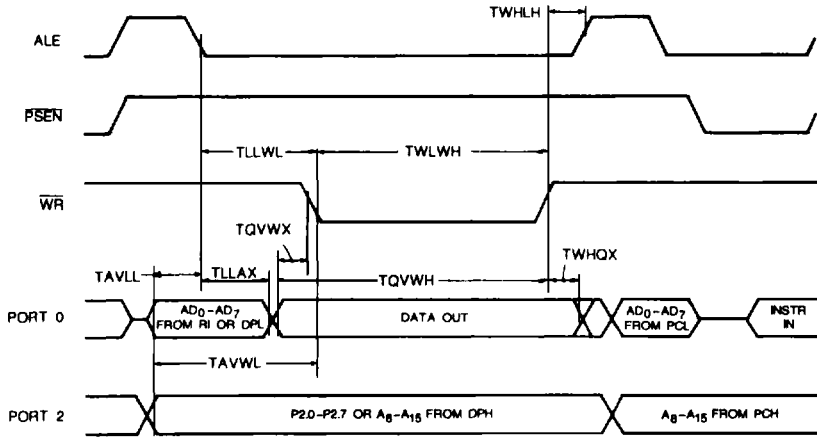 TWHLH
ALE
PSEN
TLLWL
TWLWH
WR
TQVWX
TWHQX
TAVLL
TLLAX
TQVWH
PORT 0
AD0–AD7
FROM RI OR DPL
DATA OUT
AD0–AD7
FROM PCL
INSTR
IN
TAVWL
PORT 2
P2.0–P2.7 OR A8–A15 FROM DPH
A8–A15 FROM PCH